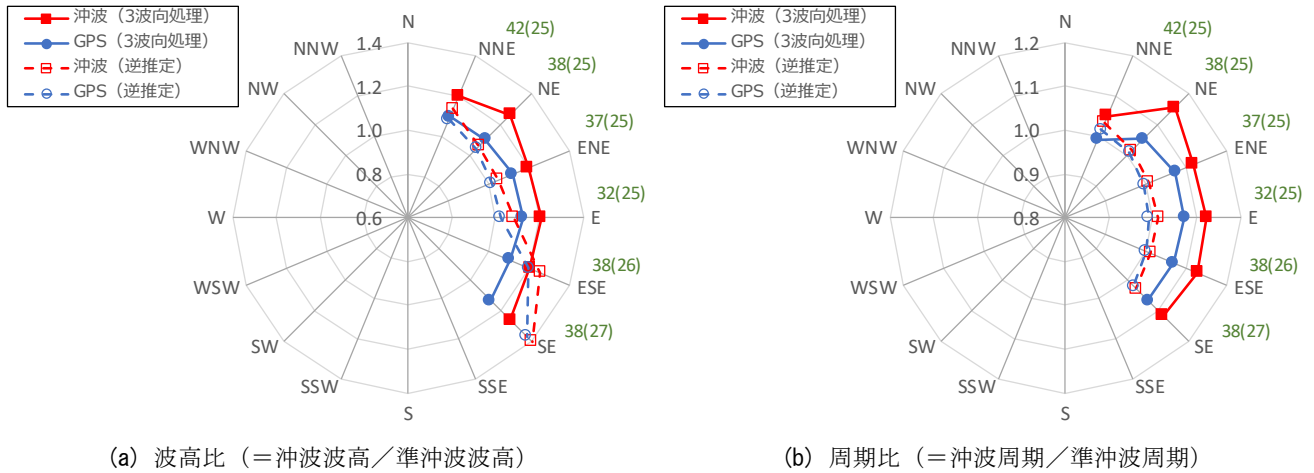 沖波（3波向処理）
GPS（3波向処理）
沖波（逆推定）
GPS（逆推定）
N
NNE
NE
ENE
E
ESE
SE
SSE
S
SSW
SW
WSW
W
WNW
NW
NNW
1.4
1.2
1.0
0.8
0.6
42(25)
38(25)
37(25)
32(25)
38(26)
38(27)
(a) 波高比（＝沖波波高／準沖波波高）
沖波（3波向処理）
GPS（3波向処理）
沖波（逆推定）
GPS（逆推定）
N
NNE
NE
ENE
E
ESE
SE
SSE
S
SSW
SW
WSW
W
WNW
NW
NNW
1.2
1.1
1.0
0.9
0.8
42(25)
38(25)
37(25)
32(25)
38(26)
38(27)
(b) 周期比（＝沖波周期／準沖波周期）